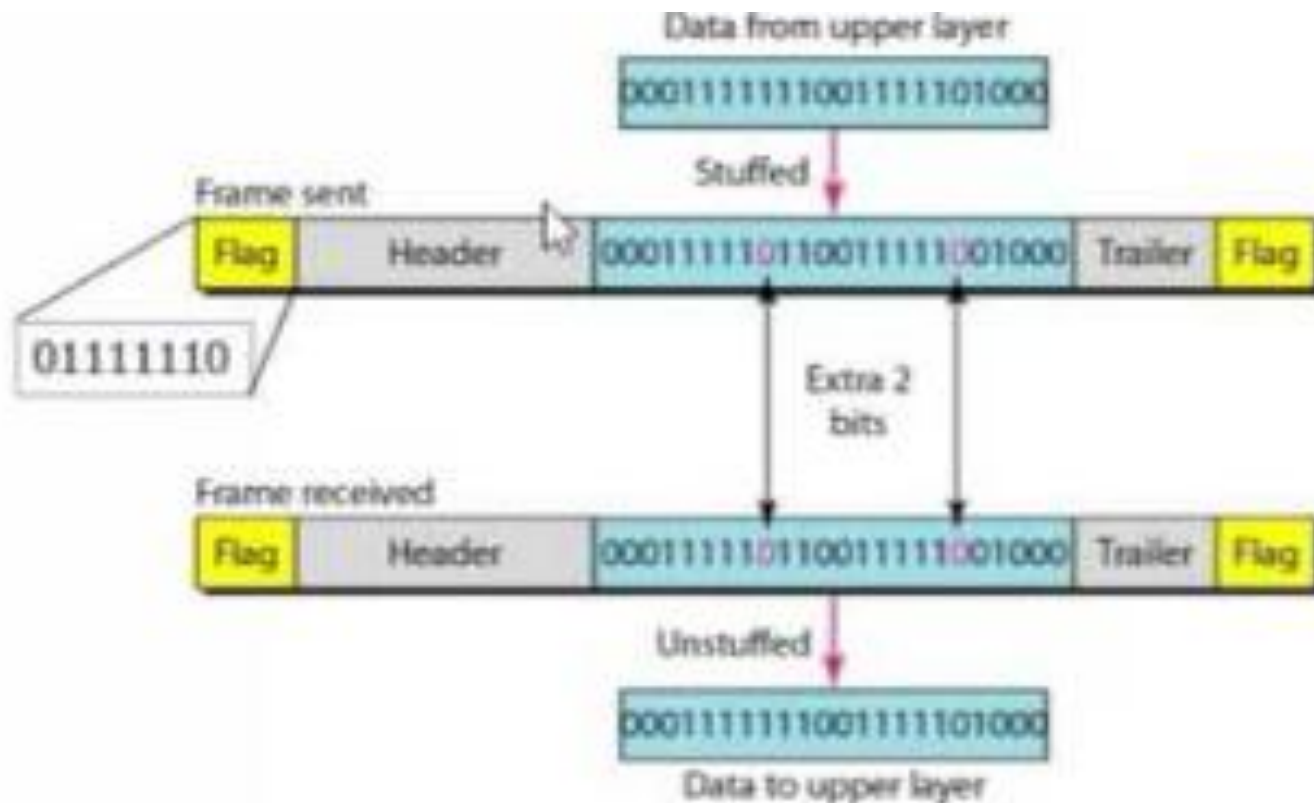 Data from upper layer
0001111111001111101000
Stuffed
Frame sent
Flag Header 000111110110011111001000 Trailer Flag
01111110
Extra 2
bits
Frame received
Flag Header 000111110110011111001000 Trailer Flag
Unstuffed
0001111111001111101000
Data to upper layer